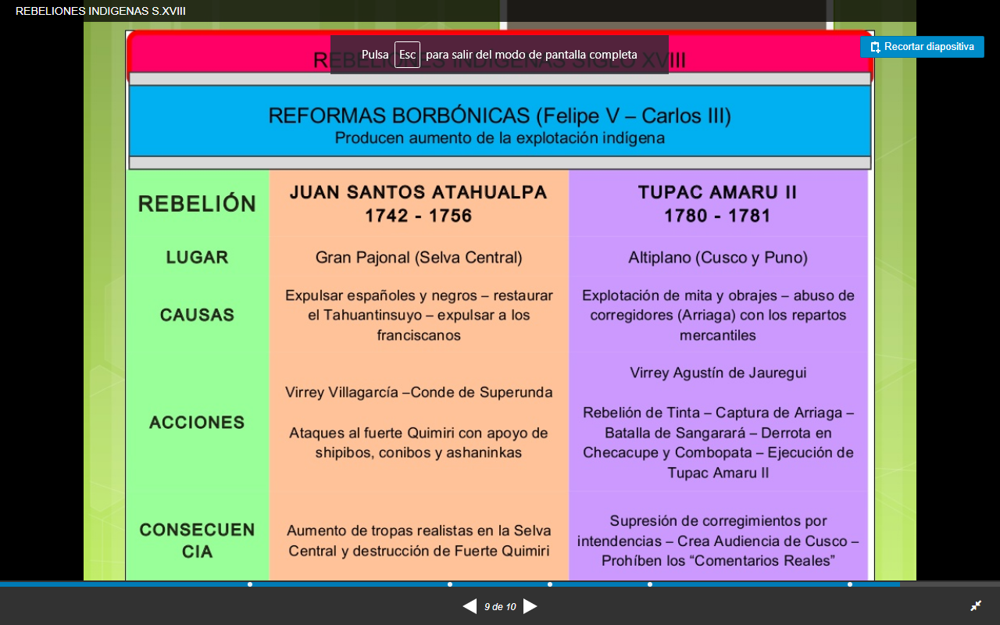 REBELIONES INDIGENAS S.XVIII
Pulsa Esc para salir del modo de pantalla completa
Recortar diapositiva
REBELIONES INDÍGENAS SIGLO XVIII
REFORMAS BORBÓNICAS (Felipe V – Carlos III)
Producen aumento de la explotación indígena
REBELIÓN
JUAN SANTOS ATAHUALPA
1742 - 1756
TUPAC AMARU II
1780 - 1781
LUGAR
Gran Pajonal (Selva Central)
Altiplano (Cusco y Puno)
CAUSAS
Expulsar españoles y negros – restaurar
el Tahuantinsuyo – expulsar a los
franciscanos
Explotación de mita y obrajes – abuso de
corregidores (Arriaga) con los repartos
mercantiles
ACCIONES
Virrey Villagarcía –Conde de Superunda
Ataques al fuerte Quimiri con apoyo de
shipibos, conibos y ashaninkas
Virrey Agustín de Jauregui
Rebelión de Tinta – Captura de Arriaga –
Batalla de Sangarará – Derrota en
Checacupe y Combopata – Ejecución de
Tupac Amaru II
CONSECUEN
CIA
Aumento de tropas realistas en la Selva
Central y destrucción de Fuerte Quimiri
Supresión de corregimientos por
intendencias – Crea Audiencia de Cusco –
Prohíben los “Comentarios Reales”
9 de 10